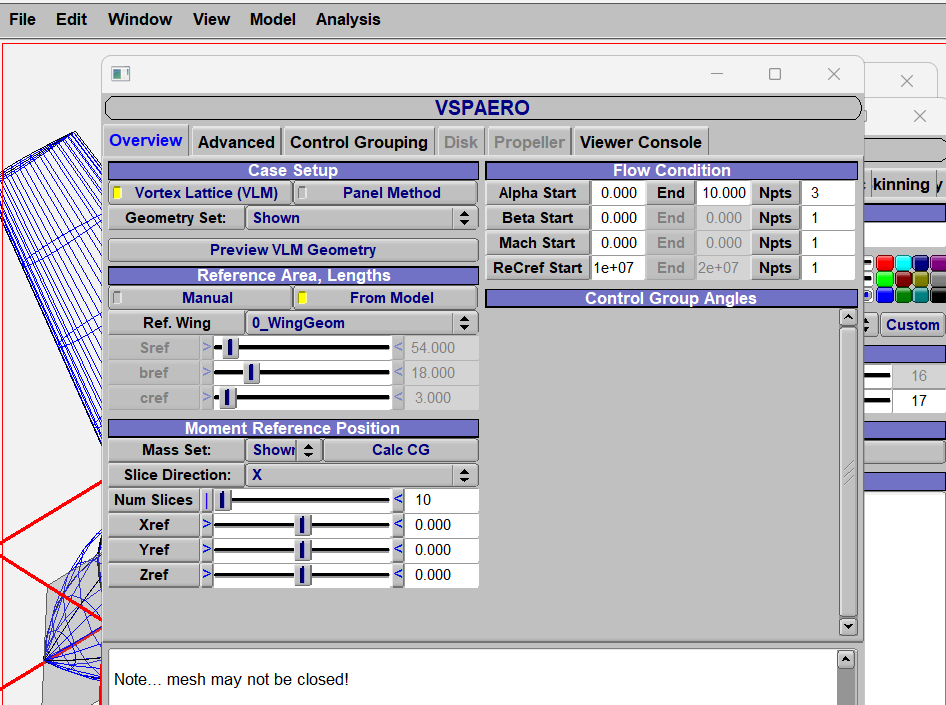 File Edit Window View Model Analysis
VSPAERO
Overview Advanced Control Grouping Disk Propeller Viewer Console
Case Setup
Vortex Lattice (VLM) Panel Method
Geometry Set: Shown
Preview VLM Geometry
Reference Area, Lengths
Manual From Model
Ref. Wing 0_WingGeom
Sref > < 54.000
bref > < 18.000
cref > < 3.000
Moment Reference Position
Mass Set: Shown Calc CG
Slice Direction: X
Num Slices | < 10
Xref > < 0.000
Yref > < 0.000
Zref > < 0.000
Flow Condition
Alpha Start 0.000 End 10.000 Npts 3
Beta Start 0.000 End 0.000 Npts 1
Mach Start 0.000 End 0.000 Npts 1
ReCref Start 1e+07 End 2e+07 Npts 1
Control Group Angles
kinning
Custom
16
17
Note... mesh may not be closed!